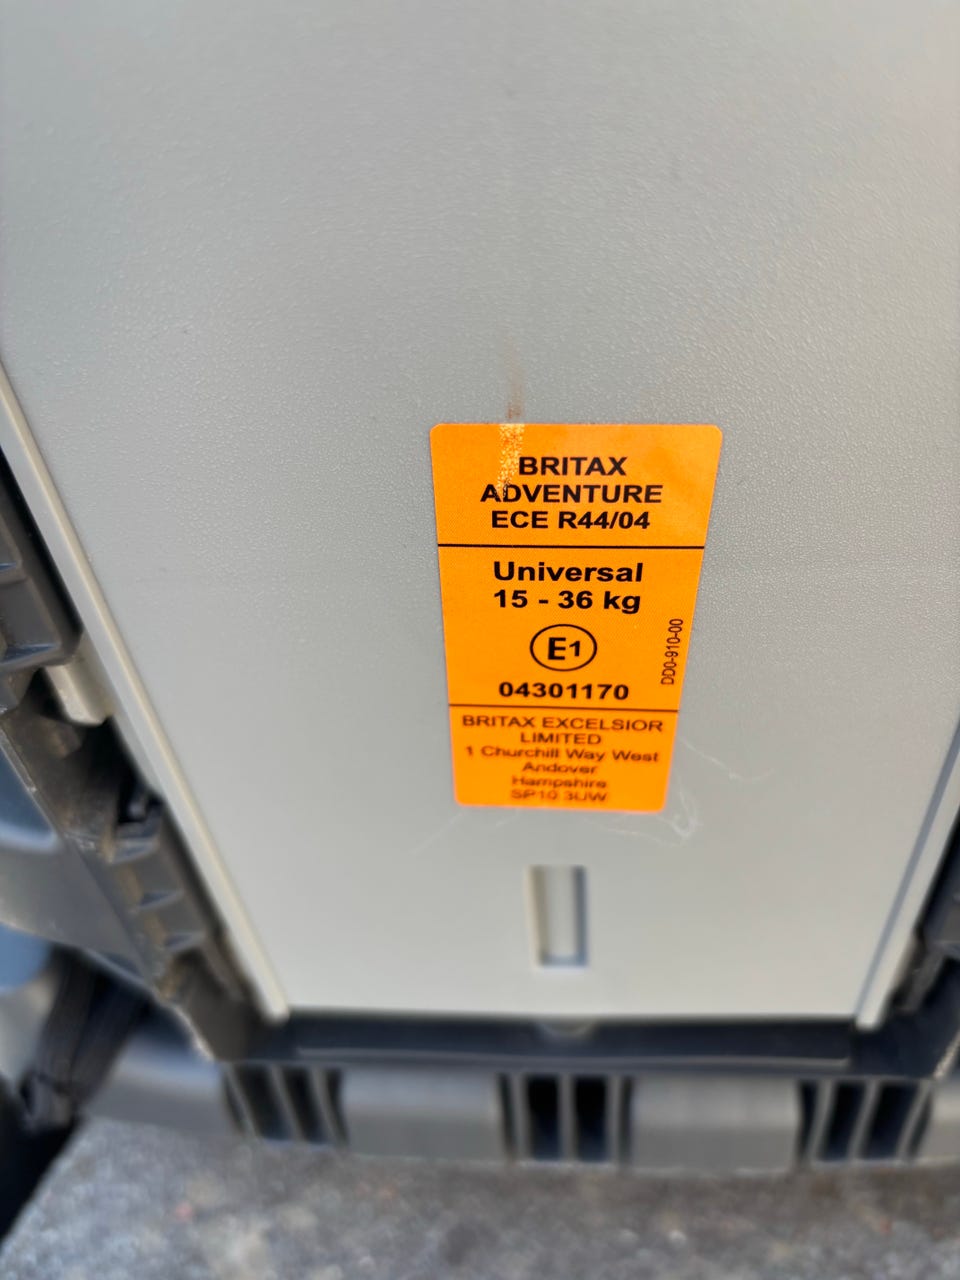 BRITAX
ADVENTURE
ECE R44/04
Universal
15 - 36 kg
E1
04301170
DD0-910-00
BRITAX EXCELSIOR
LIMITED
1 Churchill Way West
Andover
Hampshire
SP10 3UW